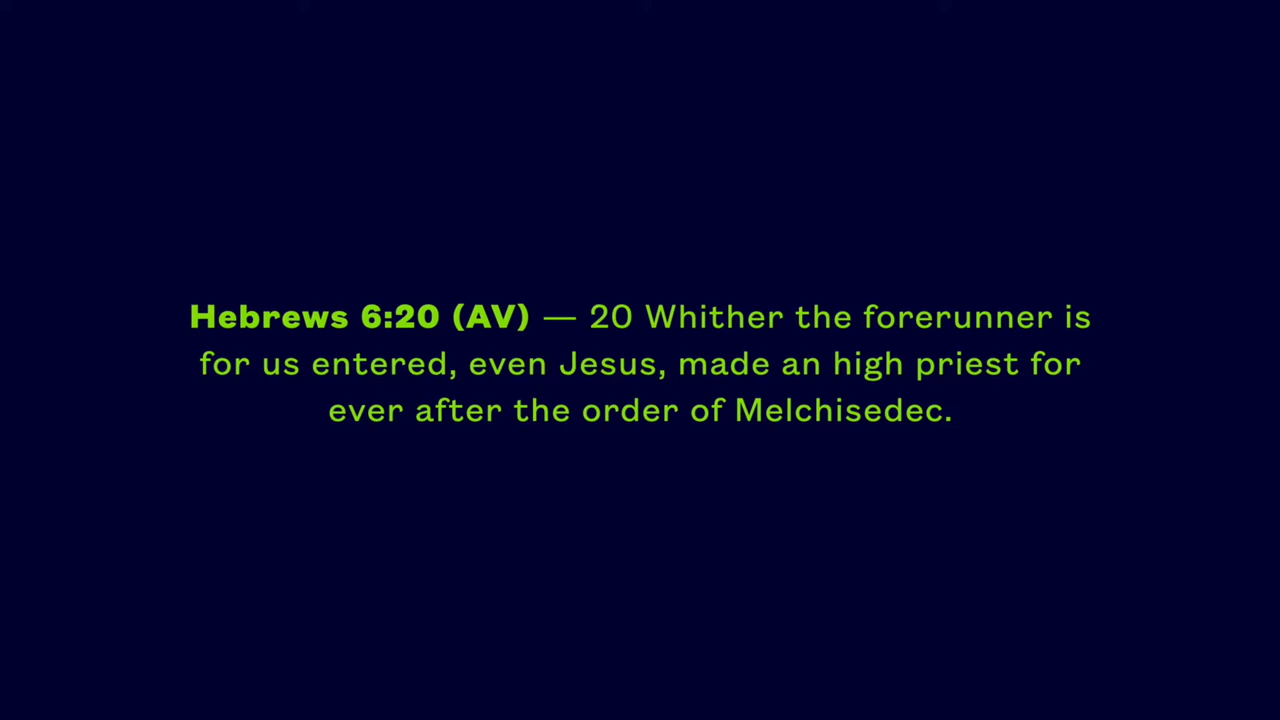 Hebrews 6:20 (AV) — 20 Whither the forerunner is
for us entered, even Jesus, made an high priest for
ever after the order of Melchisedec.